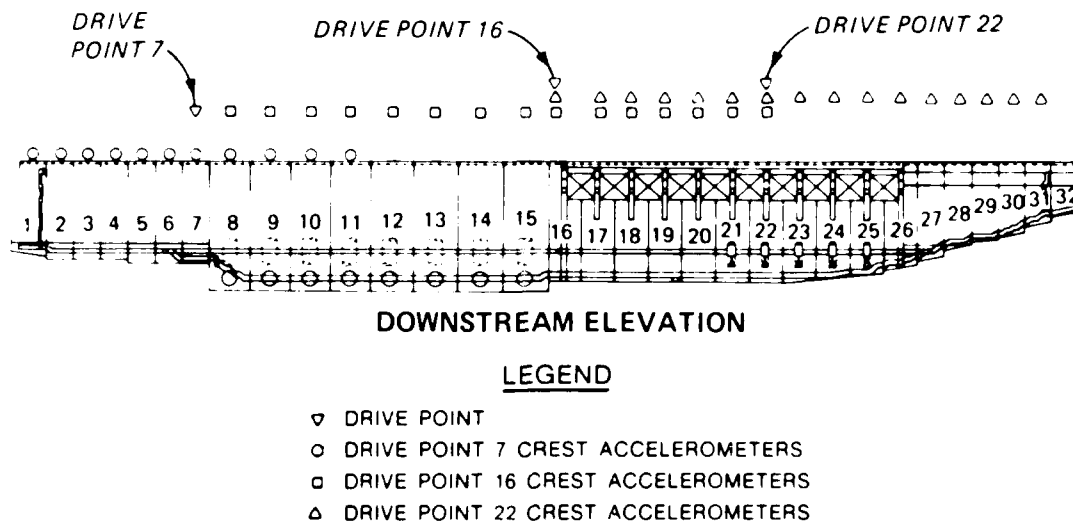 DRIVE
POINT 7
DRIVE POINT 16
DRIVE POINT 22
1 2 3 4 5 6 7 8 9 10 11 12 13 14 15 16 17 18 19 20 21 22 23 24 25 26 27 28 29 30 31 32
DOWNSTREAM ELEVATION
LEGEND
DRIVE POINT
DRIVE POINT 7 CREST ACCELEROMETERS
DRIVE POINT 16 CREST ACCELEROMETERS
DRIVE POINT 22 CREST ACCELEROMETERS